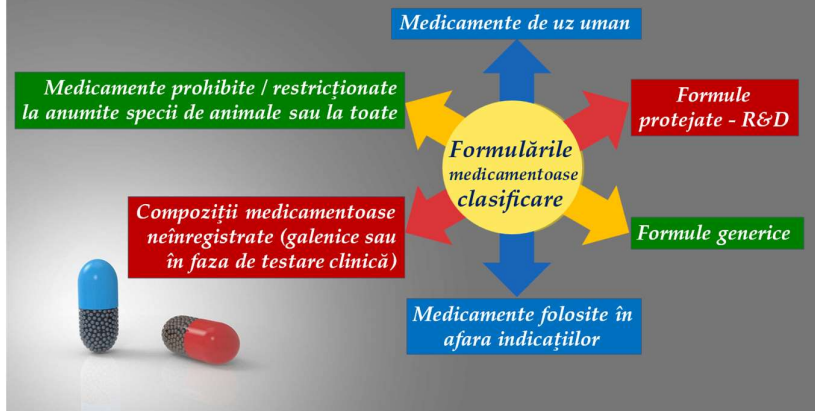 Medicamente de uz uman
Medicamente prohibite / restricționate
la anumite specii de animale sau la toate
Formule
protejate - R&D
Formulările
medicamentoase
clasificare
Compoziții medicamentoase
neînregistrate (galenice sau
în faza de testare clinică)
Formule generice
Medicamente folosite în
afara indicațiilor